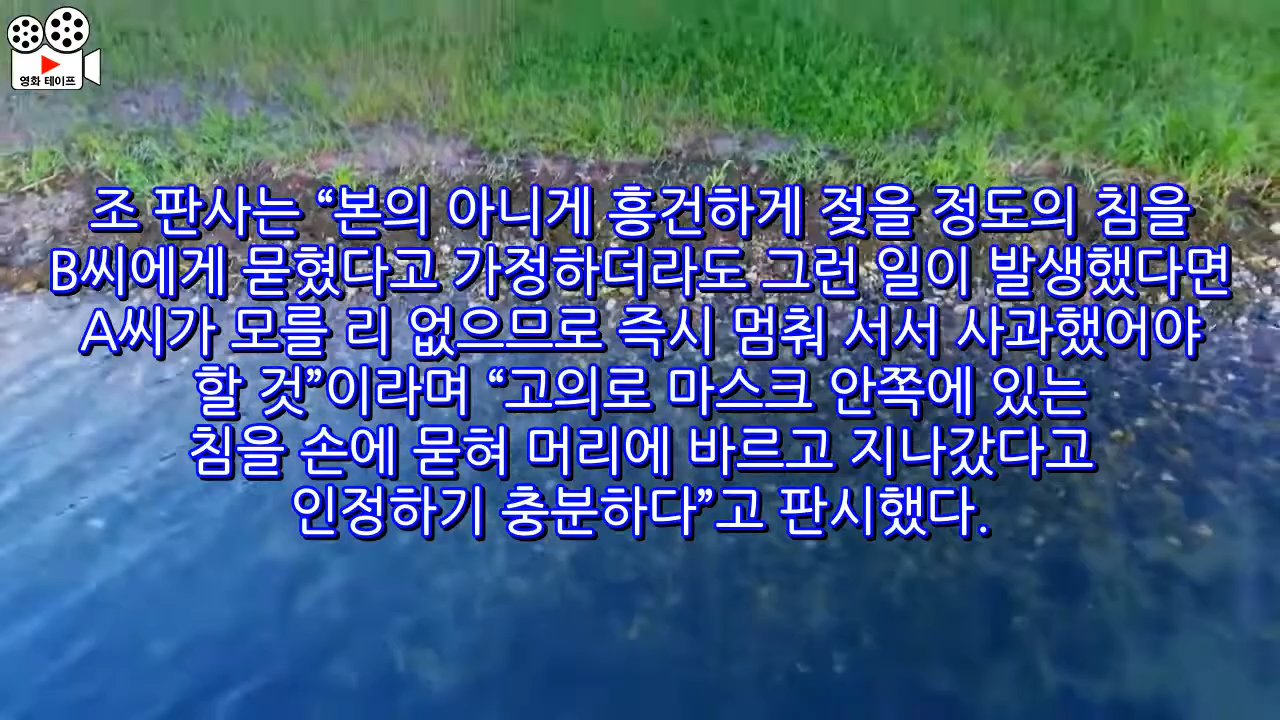 영화 테이프
조 판사는 “본의 아니게 흥건하게 젖을 정도의 침을
B씨에게 묻혔다고 가정하더라도 그런 일이 발생했다면
A씨가 모를 리 없으므로 즉시 멈춰 서서 사과했어야
할 것”이라며 “고의로 마스크 안쪽에 있는
침을 손에 묻혀 머리에 바르고 지나갔다고
인정하기 충분하다”고 판시했다.